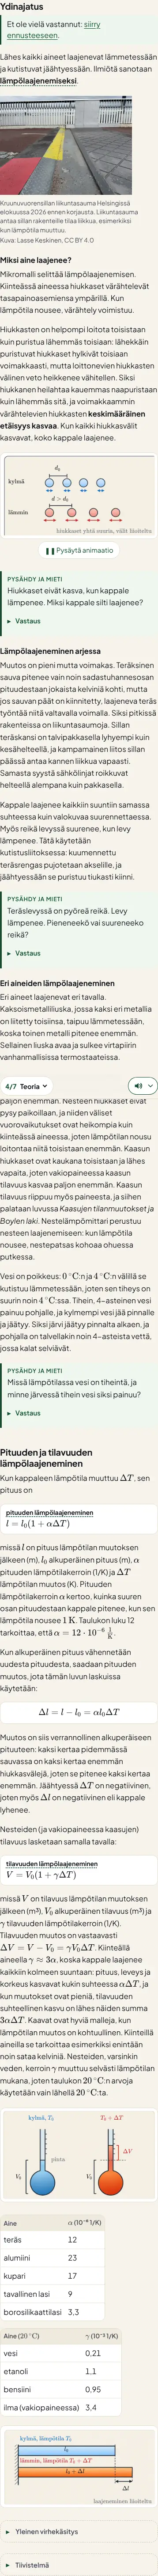 Ydinajatus
Et ole vielä vastannut: siirry
ennusteeseen.
Lähes kaikki aineet laajenevat lämmetessään
ja kutistuvat jäähtyessään. Ilmiötä sanotaan
lämpölaajenemiseksi.
Kruunuvuorensillan liikuntasauma Helsingissä
elokuussa 2026 ennen korjausta. Liikuntasauma
antaa sillan rakenteille tilaa liikkua, esimerkiksi
kun lämpötila muuttuu.
Kuva: Lasse Keskinen, CC BY 4.0
Miksi aine laajenee?
Mikromalli selittää lämpölaajenemisen.
Kiinteässä aineessa hiukkaset värähtelevät
tasapainoasemiensa ympärillä. Kun
lämpötila nousee, värähtely voimistuu.
Hiukkasten on helpompi loitota toisistaan
kuin puristua lähemmäs toisiaan: lähekkäin
puristuvat hiukkaset hylkivät toisiaan
voimakkaasti, mutta loittonevien hiukkasten
välinen veto heikkenee vähitellen. Siksi
hiukkanen heilahtaa kauemmas naapuristaan
kuin lähemmäs sitä, ja voimakkaammin
värähtelevien hiukkasten keskimääräinen
etäisyys kasvaa. Kun kaikki hiukkasvälit
kasvavat, koko kappale laajenee.
d₀
kylmä
d > d₀
lämmin
hiukkaset yhtä suuria, välit liioiteltu
❚❚ Pysäytä animaatio
PYSÄHDY JA MIETI
Hiukkaset eivät kasva, kun kappale
lämpenee. Miksi kappale silti laajenee?
▸ Vastaus
Lämpölaajeneminen arjessa
Muutos on pieni mutta voimakas. Teräksinen
sauva pitenee vain noin sadastuhannesosan
pituudestaan jokaista kelviniä kohti, mutta
jos sauvan päät on kiinnitetty, laajeneva teräs
työntää niitä valtavalla voimalla. Siksi pitkissä
rakenteissa on liikuntasaumoja. Sillan
teräskansi on talvipakkasella lyhyempi kuin
kesähelteellä, ja kampamainen liitos sillan
päässä antaa kannen liikkua vapaasti.
Samasta syystä sähkölinjat roikkuvat
helteellä alempana kuin pakkasella.
Kappale laajenee kaikkiin suuntiin samassa
suhteessa kuin valokuvaa suurennettaessa.
Myös reikä levyssä suurenee, kun levy
lämpenee. Tätä käytetään
kutistusliitoksessa: kuumennettu
teräsrengas pujotetaan akselille, ja
jäähtyessään se puristuu tiukasti kiinni.
PYSÄHDY JA MIETI
Teräslevyssä on pyöreä reikä. Levy
lämpenee. Pieneneekö vai suureneeko
reikä?
▸ Vastaus
Eri aineiden lämpölaajeneminen
Eri aineet laajenevat eri tavalla.
Kaksoismetalliliuska, jossa kaksi eri metallia
on liitetty toisiinsa, taipuu lämmetessään,
koska toinen metalli pitenee enemmän.
Sellainen liuska avaa ja sulkee virtapiirin
vanhanmallisissa termostaateissa.
4/7 Teoria
pysy paikoillaan, ja niiden väliset
vuorovaikutukset ovat heikompia kuin
kiinteässä aineessa, joten lämpötilan nousu
loitontaa niitä toisistaan enemmän. Kaasun
hiukkaset ovat kaukana toisistaan ja lähes
vapaita, joten vakiopaineessa kaasun
tilavuus kasvaa paljon enemmän. Kaasun
tilavuus riippuu myös paineesta, ja siihen
palataan luvussa Kaasujen tilanmuutokset ja
Boylen laki. Nestelämpömittari perustuu
nesteen laajenemiseen: kun lämpötila
nousee, nestepatsas kohoaa ohuessa
putkessa.
Vesi on poikkeus: 0 °C:n ja 4 °C:n välillä se
kutistuu lämmetessään, joten tihein vesi on
suurin piirtein 4 °C:ssa. Tihein, 4-asteinen vesi
painuu pohjalle, ja kylmempi vesi jää pinnalle
ja jäätyy. Siksi järvi jäätyy pinnalta alkaen, ja
pohjalla on talvellakin noin 4-asteista vettä,
jossa kalat selviävät.
PYSÄHDY JA MIETI
Missä lämpötilassa vesi on tiheintä, ja
minne järvessä tihein vesi siksi painuu?
▸ Vastaus
Pituuden ja tilavuuden
lämpölaajeneminen
Kun kappaleen lämpötila muuttuu ΔT, sen
pituus on
pituuden lämpölaajeneminen
l = l₀(1 + αΔT)
missä l on pituus lämpötilan muutoksen
jälkeen (m), l₀ alkuperäinen pituus (m), α
pituuden lämpötilakerroin (1/K) ja ΔT
lämpötilan muutos (K). Pituuden
lämpötilakerroin α kertoo, kuinka suuren
osan pituudestaan kappale pitenee, kun sen
lämpötila nousee 1 K. Taulukon luku 12
tarkoittaa, että α = 12 · 10⁻⁶ 1/K.
Kun alkuperäinen pituus vähennetään
uudesta pituudesta, saadaan pituuden
muutos, jota tämän luvun laskuissa
käytetään:
Δl = l − l₀ = αl₀ΔT
Muutos on siis verrannollinen alkuperäiseen
pituuteen: kaksi kertaa pidemmässä
sauvassa on kaksi kertaa enemmän
hiukkasvälejä, joten se pitenee kaksi kertaa
enemmän. Jäähtyessä ΔT on negatiivinen,
joten myös Δl on negatiivinen eli kappale
lyhenee.
Nesteiden (ja vakiopaineessa kaasujen)
tilavuus lasketaan samalla tavalla:
tilavuuden lämpölaajeneminen
V = V₀(1 + γΔT)
missä V on tilavuus lämpötilan muutoksen
jälkeen (m³), V₀ alkuperäinen tilavuus (m³) ja
γ tilavuuden lämpötilakerroin (1/K).
Tilavuuden muutos on vastaavasti
ΔV = V − V₀ = γV₀ΔT. Kiinteällä
aineella γ ≈ 3α, koska kappale laajenee
kaikkiin kolmeen suuntaan: pituus, leveys ja
korkeus kasvavat kukin suhteessa αΔT, ja
kun muutokset ovat pieniä, tilavuuden
suhteellinen kasvu on lähes näiden summa
3αΔT. Kaavat ovat hyviä malleja, kun
lämpötilan muutos on kohtuullinen. Kiinteillä
aineilla se tarkoittaa esimerkiksi enintään
noin sataa kelviniä. Nesteiden, varsinkin
veden, kerroin γ muuttuu selvästi lämpötilan
mukana, joten taulukon 20 °C:n arvoja
käytetään vain lähellä 20 °C:ta.
kylmä, T₀
T₀ + ΔT
ΔV
pinta
V₀
V₀
Aine α (10⁻⁶ 1/K)
teräs 12
alumiini 23
kupari 17
tavallinen lasi 9
borosilikaattilasi 3,3
Aine (20 °C) γ (10⁻³ 1/K)
vesi 0,21
etanoli 1,1
bensiini 0,95
ilma (vakiopaineessa) 3,4
kylmä, lämpötila T₀
l₀
lämmin, lämpötila T₀ + ΔT
l₀ + Δl
Δl
laajeneminen liioiteltu
▸ Yleinen virhekäsitys
▸ Tiivistelmä